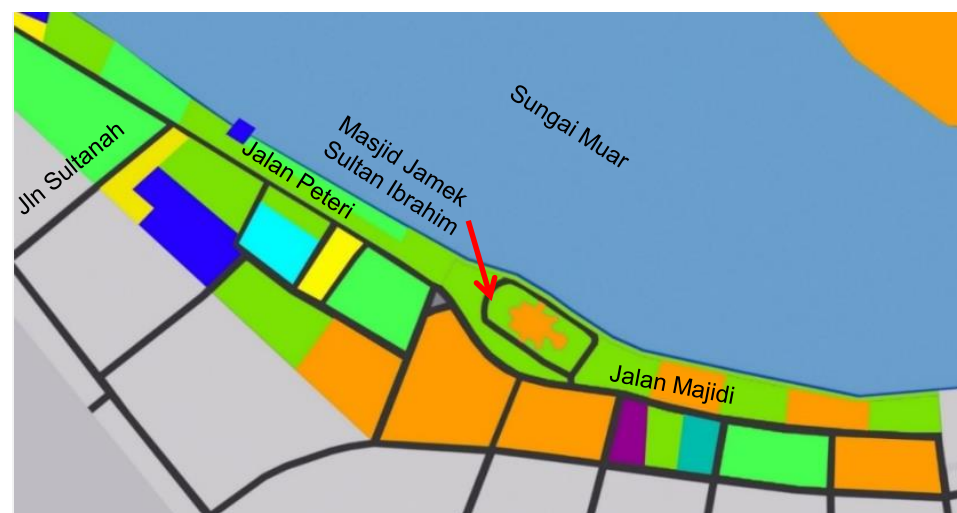 Sungai Muar
Masjid Jamek
Sultan Ibrahim
Jln Sultanah
Jalan Peteri
Jalan Majidi